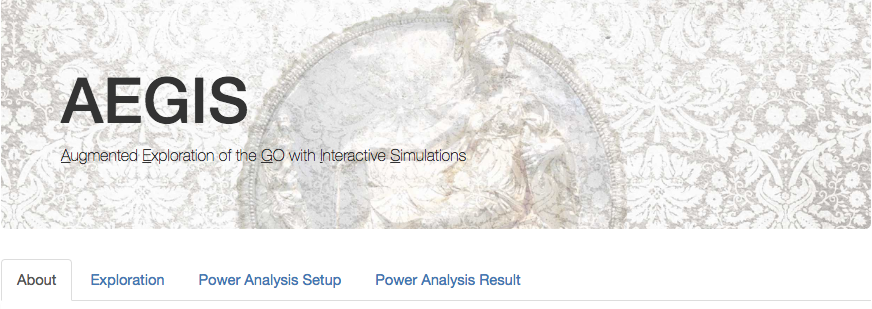 AEGIS
Augmented Exploration of the GO with Interactive Simulations
About Exploration Power Analysis Setup Power Analysis Result